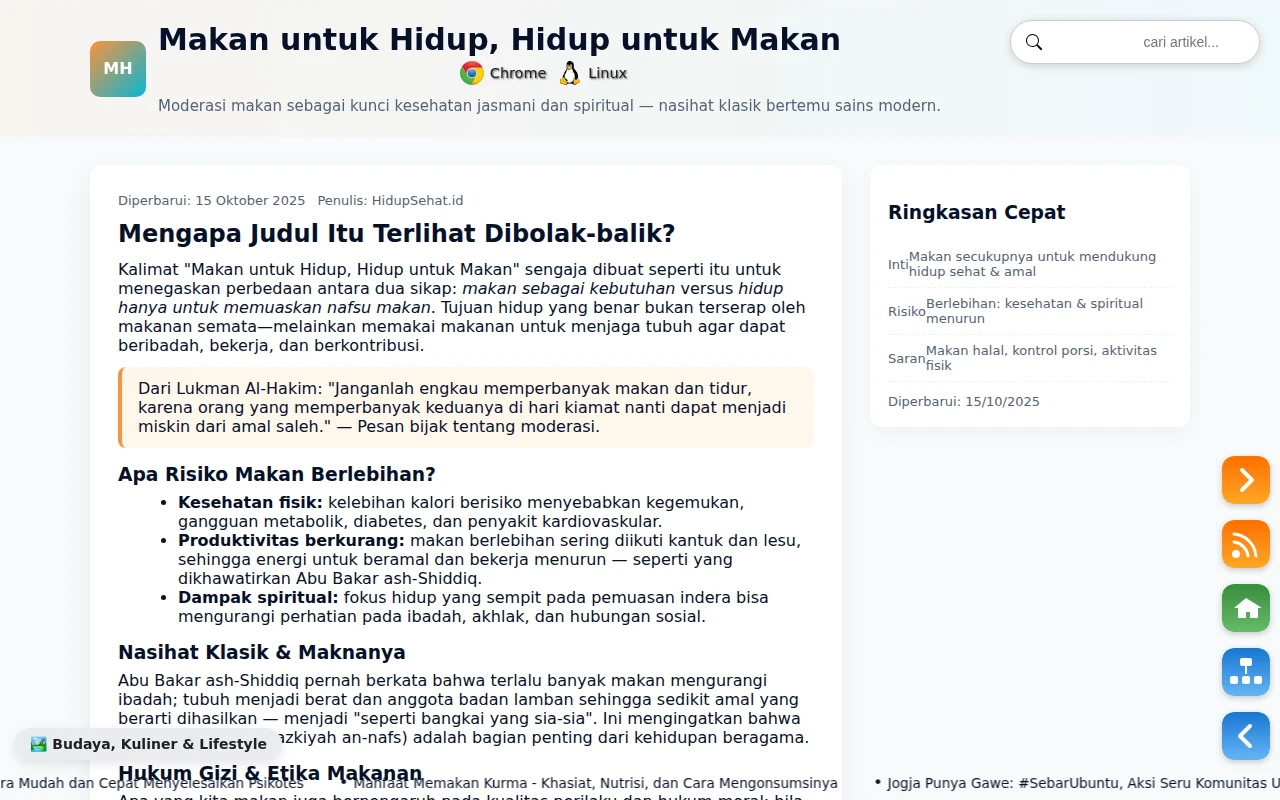 MH
Makan untuk Hidup, Hidup untuk Makan
Chrome Linux
Moderasi makan sebagai kunci kesehatan jasmani dan spiritual — nasihat klasik bertemu sains modern.
cari artikel...
Diperbarui: 15 Oktober 2025 Penulis: HidupSehat.id
Mengapa Judul Itu Terlihat Dibolak-balik?
Kalimat "Makan untuk Hidup, Hidup untuk Makan" sengaja dibuat seperti itu untuk
menegaskan perbedaan antara dua sikap: makan sebagai kebutuhan versus hidup
hanya untuk memuaskan nafsu makan. Tujuan hidup yang benar bukan terserap oleh
makanan semata—melainkan memakai makanan untuk menjaga tubuh agar dapat
beribadah, bekerja, dan berkontribusi.
Dari Lukman Al-Hakim: "Janganlah engkau memperbanyak makan dan tidur,
karena orang yang memperbanyak keduanya di hari kiamat nanti dapat menjadi
miskin dari amal saleh." — Pesan bijak tentang moderasi.
Apa Risiko Makan Berlebihan?
• Kesehatan fisik: kelebihan kalori berisiko menyebabkan kegemukan,
gangguan metabolik, diabetes, dan penyakit kardiovaskular.
• Produktivitas berkurang: makan berlebihan sering diikuti kantuk dan lesu,
sehingga energi untuk beramal dan bekerja menurun — seperti yang
dikhawatirkan Abu Bakar ash-Shiddiq.
• Dampak spiritual: fokus hidup yang sempit pada pemuasan indera bisa
mengurangi perhatian pada ibadah, akhlak, dan hubungan sosial.
Nasihat Klasik & Maknanya
Abu Bakar ash-Shiddiq pernah berkata bahwa terlalu banyak makan mengurangi
ibadah; tubuh menjadi berat dan anggota badan lamban sehingga sedikit amal yang
berarti dihasilkan — menjadi "seperti bangkai yang sia-sia". Ini mengingatkan bahwa
azkiyah an-nafs) adalah bagian penting dari kehidupan beragama.
Hukum Gizi & Etika Makanan
Ringkasan Cepat
Inti Makan secukupnya untuk mendukung
hidup sehat & amal
Risiko Berlebihan: kesehatan & spiritual
menurun
Saran Makan halal, kontrol porsi, aktivitas
fisik
Diperbarui: 15/10/2025
Budaya, Kuliner & Lifestyle
ra Mudah dan Cepat Menyelesaikan Psikotes • Manfaat Memakan Kurma - Khasiat, Nutrisi, dan Cara Mengonsumsinya • Jogja Punya Gawe: #SebarUbuntu, Aksi Seru Komunitas U